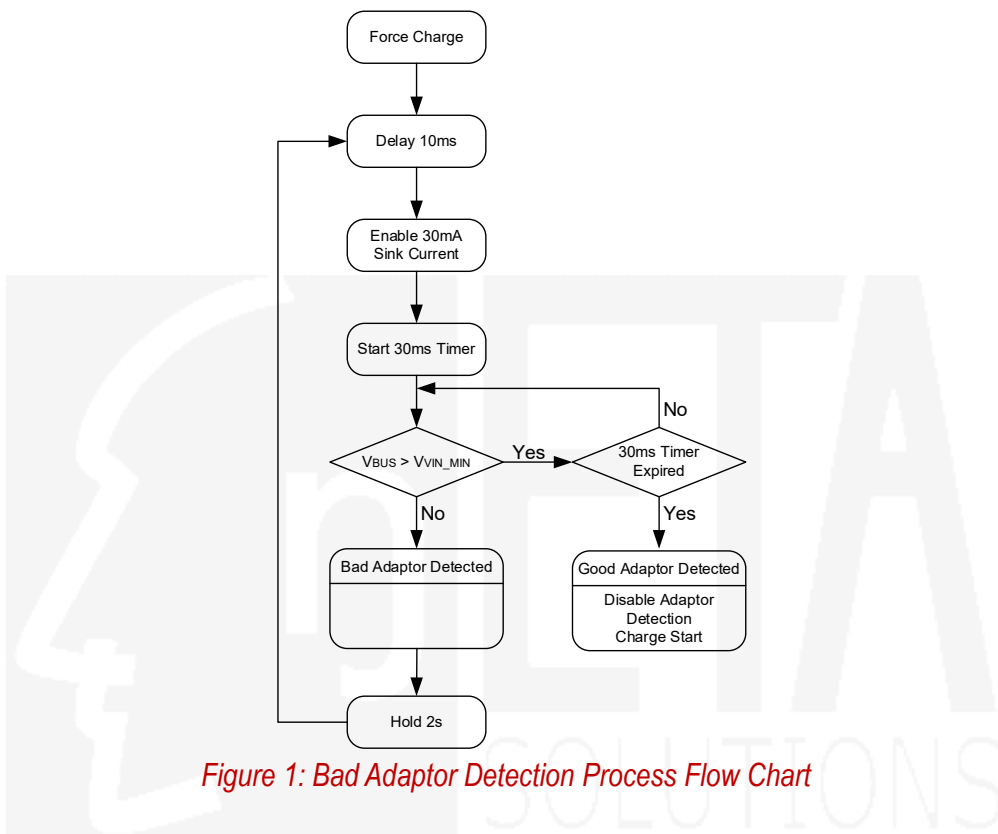 Force Charge
Delay 10ms
Enable 30mA
Sink Current
Start 30ms Timer
No
VBUS > VVIN_MIN
Yes
30ms Timer
Expired
No
Yes
Bad Adaptor Detected
Good Adaptor Detected
Disable Adaptor
Detection
Charge Start
Hold 2s
ETA
SOLUTIONS
Figure 1: Bad Adaptor Detection Process Flow Chart